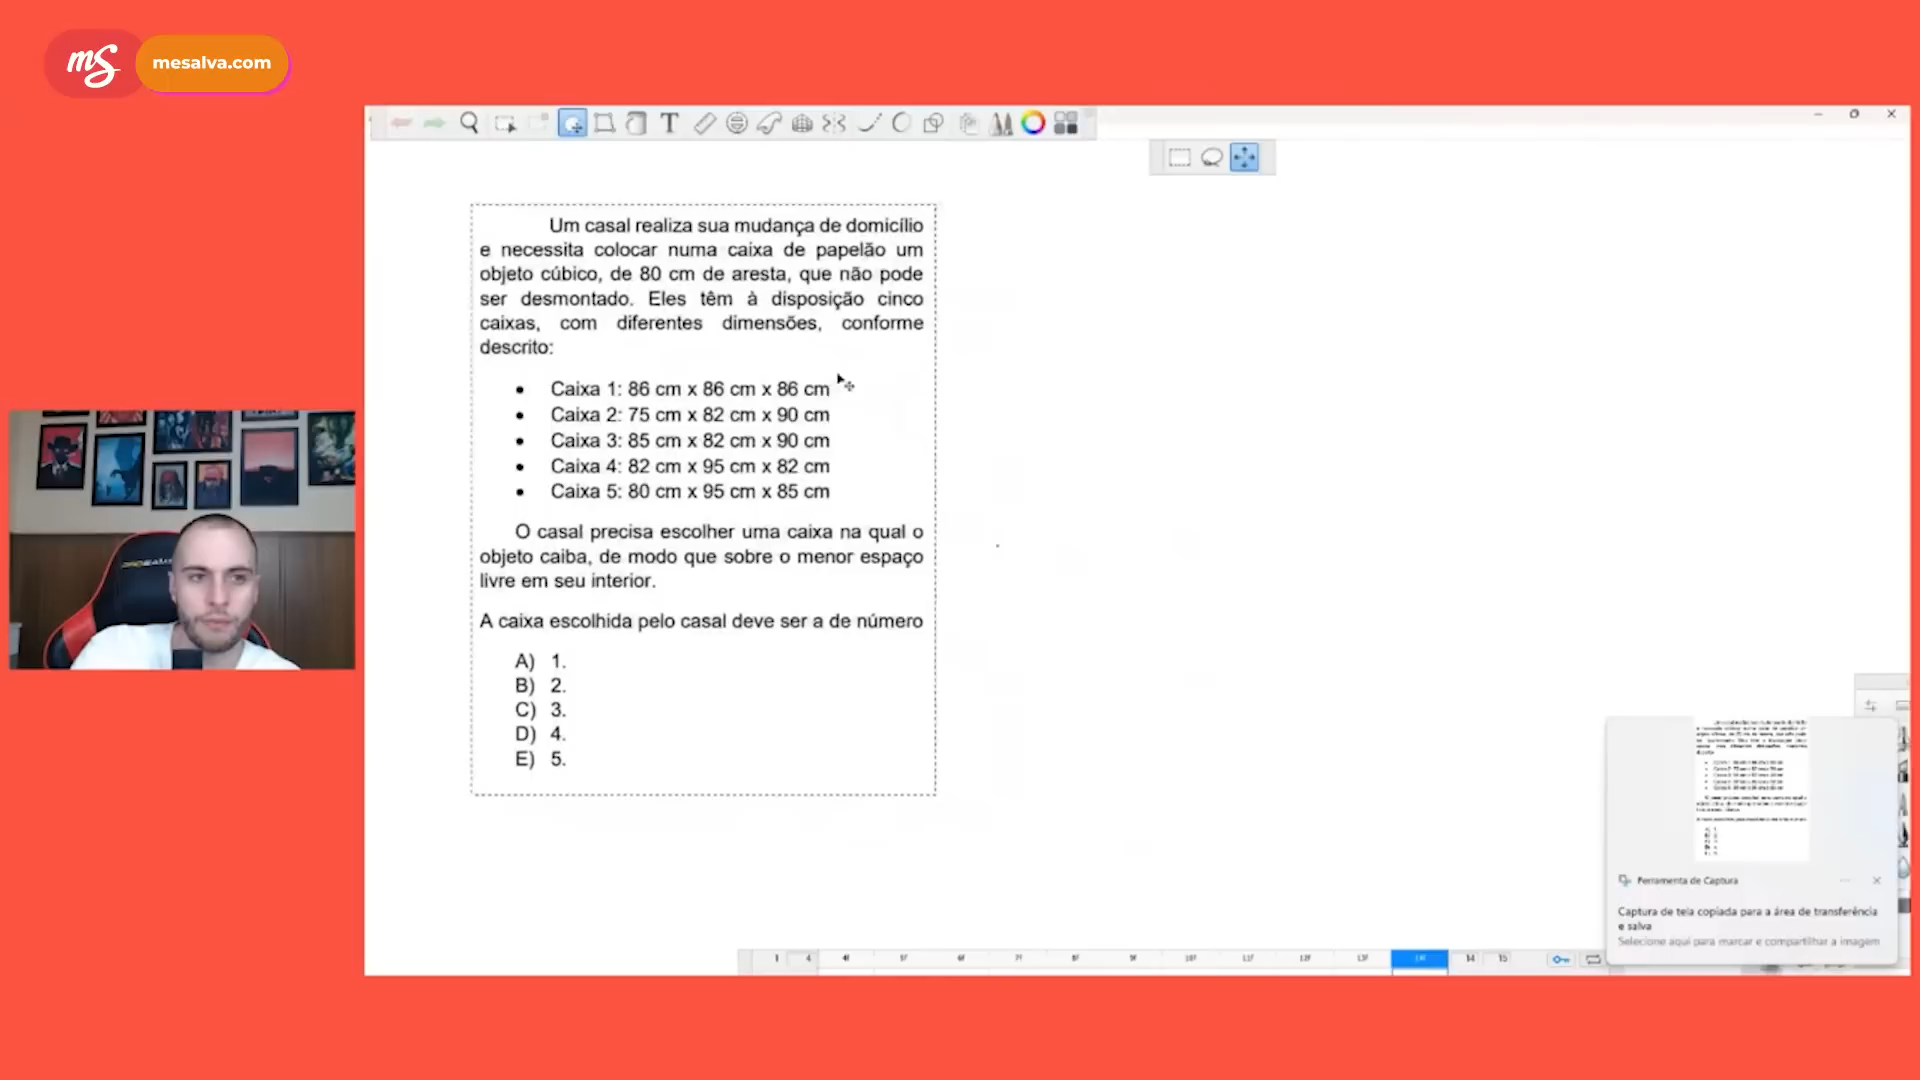 mS mesalva.com
Um casal realiza sua mudança de domicílio
e necessita colocar numa caixa de papelão um
objeto cúbico, de 80 cm de aresta, que não pode
ser desmontado. Eles têm à disposição cinco
caixas, com diferentes dimensões, conforme
descrito:
• Caixa 1: 86 cm x 86 cm x 86 cm
• Caixa 2: 75 cm x 82 cm x 90 cm
• Caixa 3: 85 cm x 82 cm x 90 cm
• Caixa 4: 82 cm x 95 cm x 82 cm
• Caixa 5: 80 cm x 95 cm x 85 cm
O casal precisa escolher uma caixa na qual o
objeto caiba, de modo que sobre o menor espaço
livre em seu interior.
A caixa escolhida pelo casal deve ser a de número
A) 1.
B) 2.
C) 3.
D) 4.
E) 5.
Ferramenta de Captura
Captura de tela copiada para a área de transferência
e salva
Selecione aqui para marcar e compartilhar a imagem